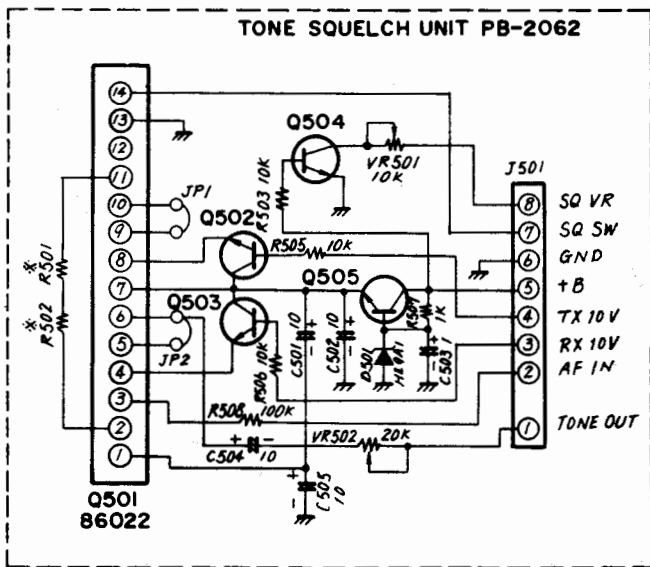 TONE SQUELCH UNIT PB-2062
14
13
12
11
10
9
8
7
6
5
4
3
2
1
Q501
86022
※ R501
※ R502
JP1
JP2
Q502
Q503
Q504
Q505
R503 10K
VR501
10K
R505 10K
R506 10K
R507
1K
C501 10
C502 10
D501
C503 1
R508 100K
C504 10
VR502 20K
C505
10
J501
8 SQ VR
7 SQ SW
6 GND
5 +B
4 TX 10V
3 RX 10V
2 AF IN
1 TONE OUT